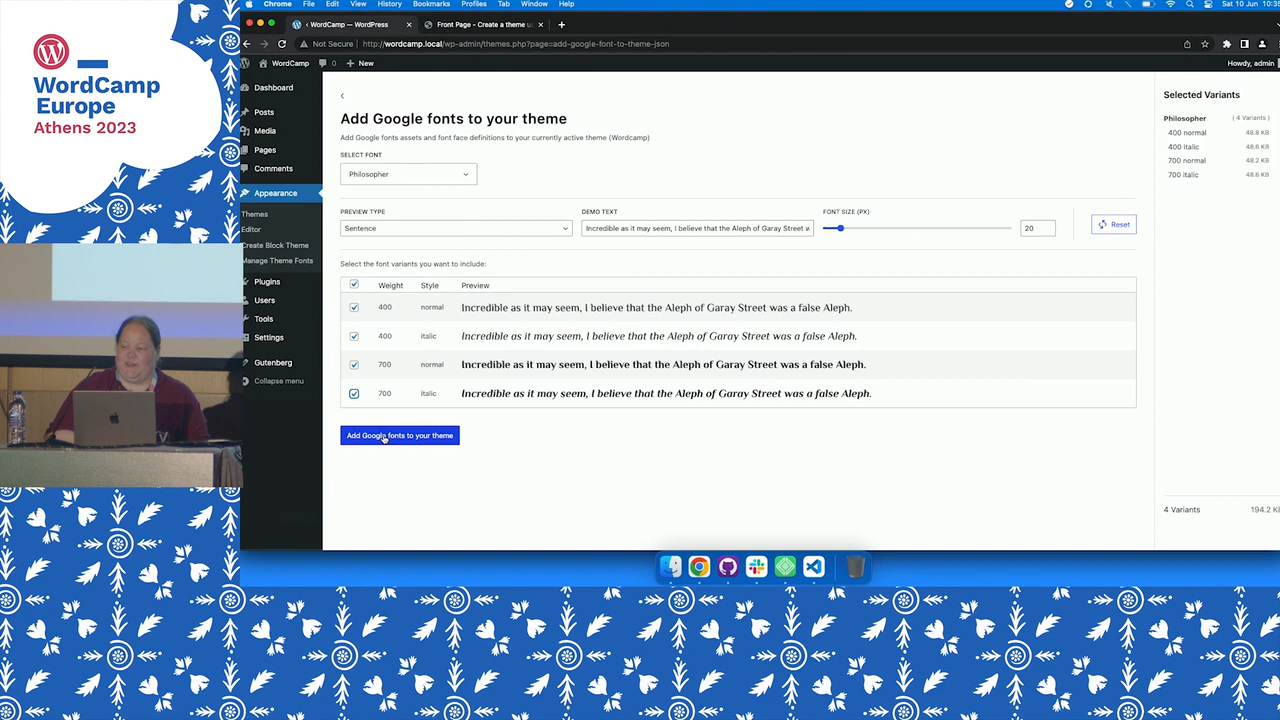 WordCamp
Europe
Athens 2023
Chrome File Edit View History Bookmarks Profiles Tab Window Help
Sat 10 Jun 10:35
WordCamp — WordPress
Front Page - Create a theme u
Not Secure http://wordcamp.local/wp-admin/themes.php?page=add-google-font-to-theme-json
WordCamp 0 New
Howdy, admin
Dashboard
Posts
Media
Pages
Comments
Appearance
Themes
Editor
Create Block Theme
Manage Theme Fonts
Plugins
Users
Tools
Settings
Gutenberg
Collapse menu
Add Google fonts to your theme
Add Google fonts assets and font face definitions to your currently active theme (Wordcamp)
SELECT FONT
Philosopher
PREVIEW TYPE DEMO TEXT FONT SIZE (PX)
Sentence Incredible as it may seem, I believe that the Aleph of Garay Street w 20 Reset
Select the font variants you want to include:
Weight Style Preview
400 normal Incredible as it may seem, I believe that the Aleph of Garay Street was a false Aleph.
400 italic Incredible as it may seem, I believe that the Aleph of Garay Street was a false Aleph.
700 normal Incredible as it may seem, I believe that the Aleph of Garay Street was a false Aleph.
700 italic Incredible as it may seem, I believe that the Aleph of Garay Street was a false Aleph.
Add Google fonts to your theme
Selected Variants
Philosopher ( 4 Variants )
400 normal 48.8 KB
400 italic 48.6 KB
700 normal 48.2 KB
700 italic 48.6 KB
4 Variants 194.2 KB